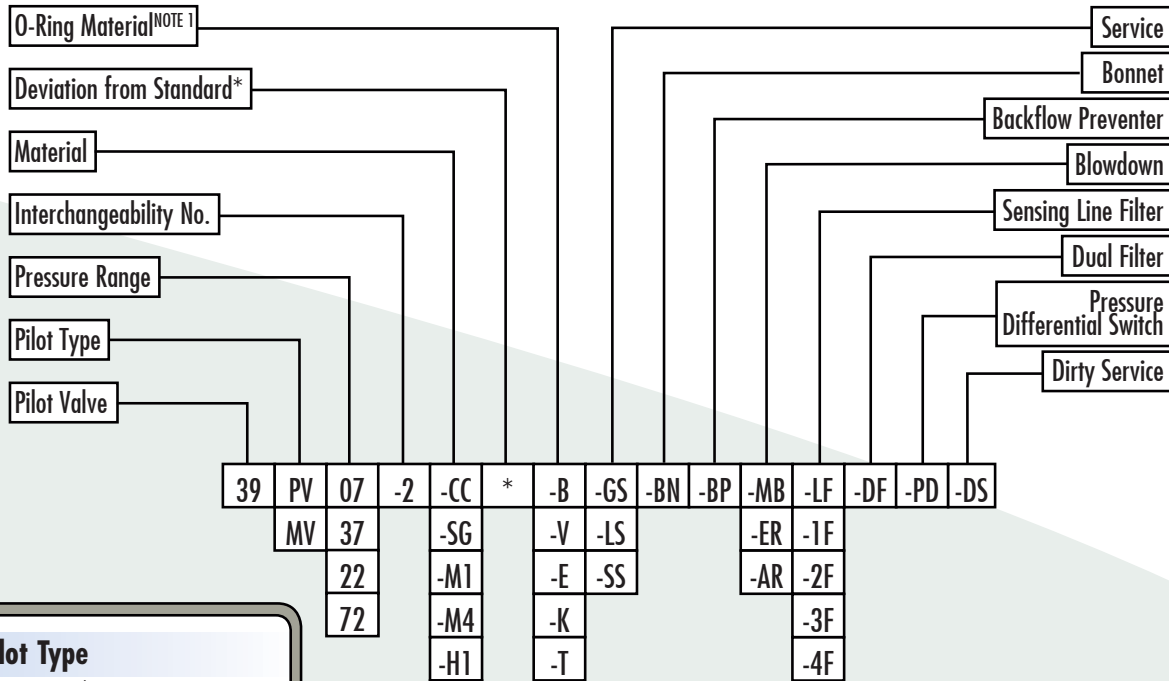 O-Ring Material NOTE 1
Deviation from Standard*
Material
Interchangeability No.
Pressure Range
Pilot Type
Pilot Valve
Service
Bonnet
Backflow Preventer
Blowdown
Sensing Line Filter
Dual Filter
Pressure
Differential Switch
Dirty Service
39 PV 07 -2 -CC * -B -GS -BN -BP -MB -LF -DF -PD -DS
MV 37 -SG -V -LS -ER -1F
22 -M1 -E -SS -AR -2F
72 -M4 -K -3F
-H1 -T -4F
lot Type